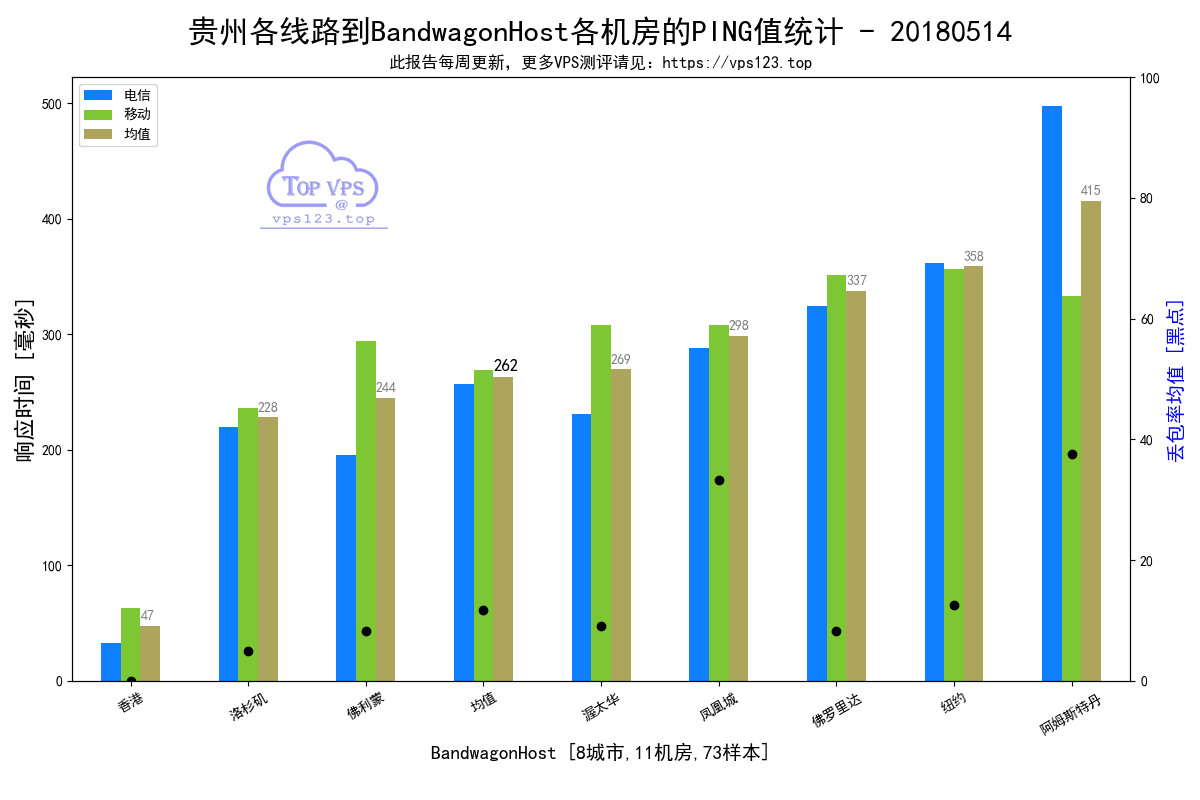 贵州各线路到BandwagonHost各机房的PING值统计 - 20180514
此报告每周更新，更多VPS测评请见：https://vps123.top
电信
移动
均值
TOP VPS
@
vps123.top
响应时间 [毫秒]
500
400
300
200
100
0
47
228
244
262
269
298
337
358
415
100
80
60
40
20
0
丢包率均值 [黑点]
香港
洛杉矶
佛利蒙
均值
渥太华
凤凰城
佛罗里达
纽约
阿姆斯特丹
BandwagonHost [8城市,11机房,73样本]